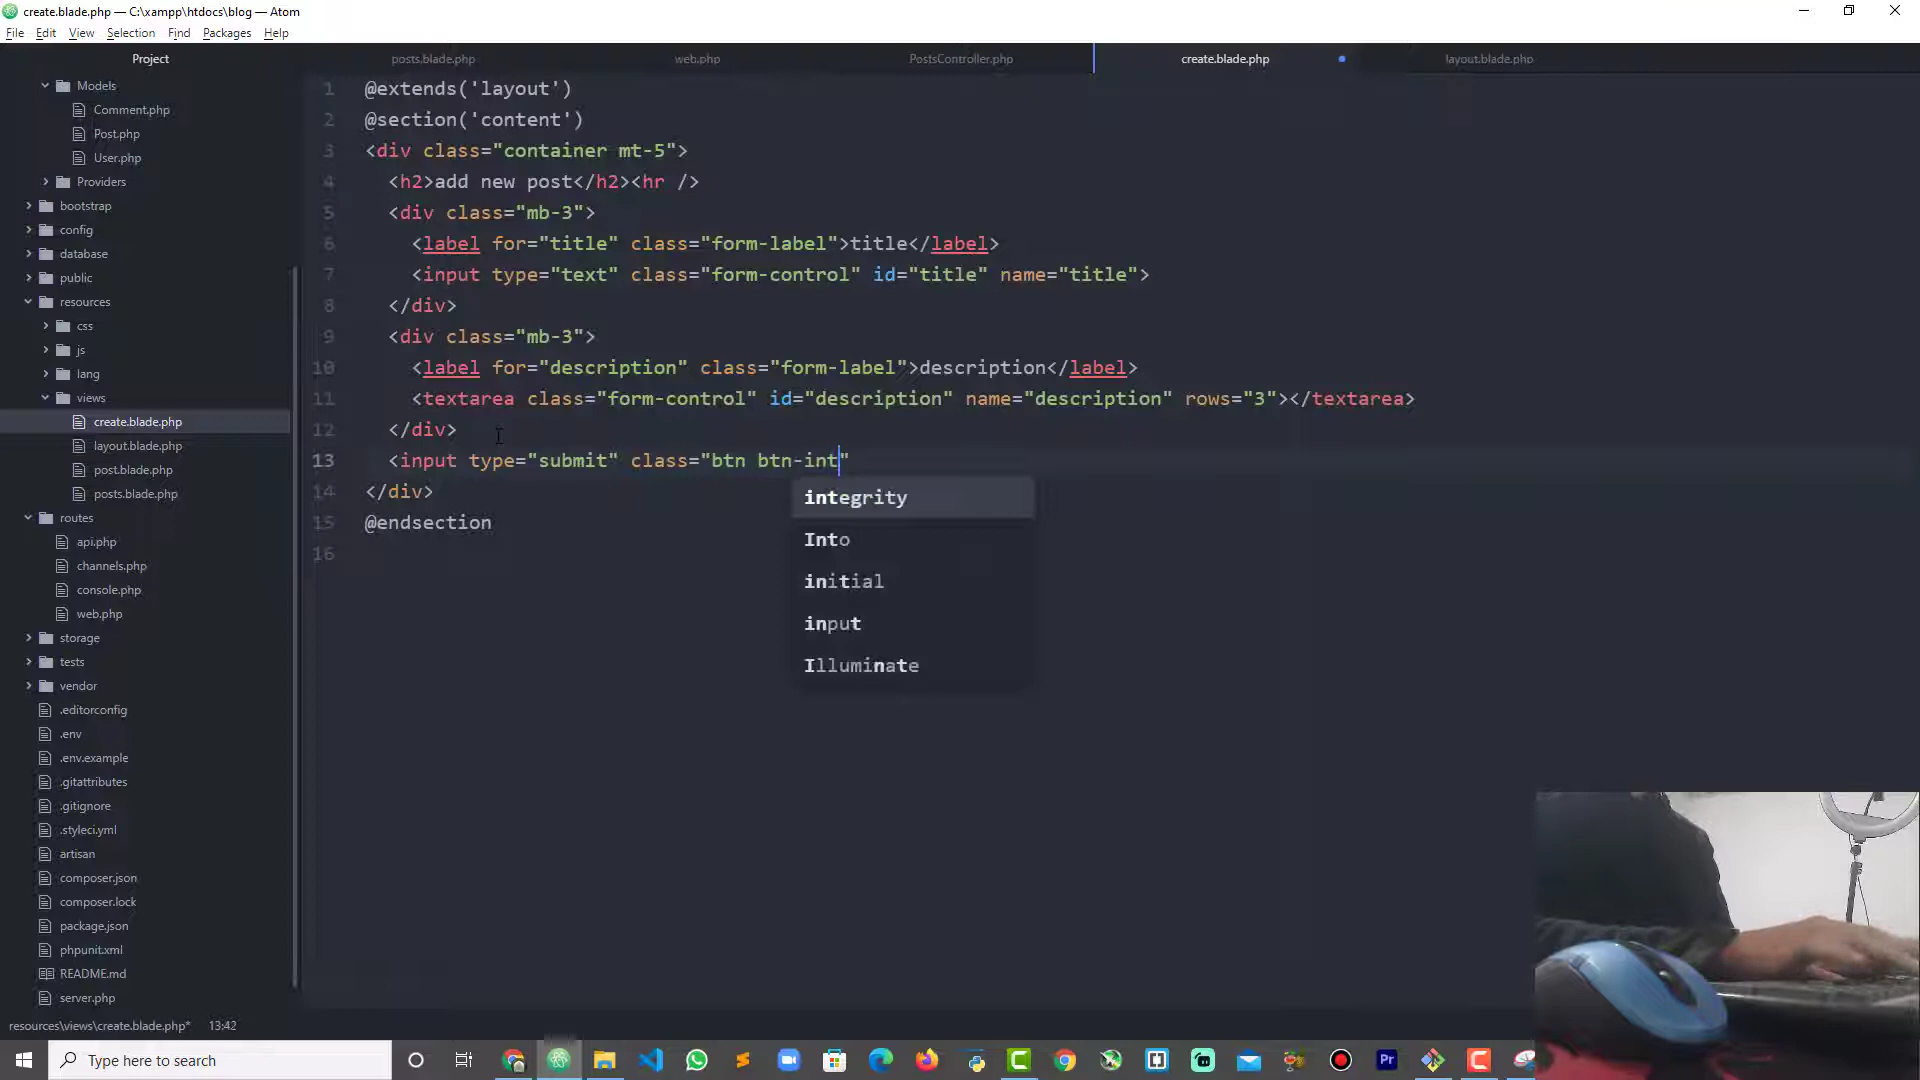 create.blade.php — C:\xampp\htdocs\blog — Atom
File Edit View Selection Find Packages Help
Project
posts.blade.php
web.php
PostsController.php
create.blade.php
layout.blade.php
Models
Comment.php
Post.php
User.php
Providers
bootstrap
config
database
public
resources
css
js
lang
views
create.blade.php
layout.blade.php
post.blade.php
posts.blade.php
routes
api.php
channels.php
console.php
web.php
storage
tests
vendor
.editorconfig
.env
.env.example
.gitattributes
.gitignore
.styleci.yml
artisan
composer.json
composer.lock
package.json
phpunit.xml
README.md
server.php
1 @extends('layout')
2 @section('content')
3 <div class="container mt-5">
4 <h2>add new post</h2><hr />
5 <div class="mb-3">
6 <label for="title" class="form-label">title</label>
7 <input type="text" class="form-control" id="title" name="title">
8 </div>
9 <div class="mb-3">
10 <label for="description" class="form-label">description</label>
11 <textarea class="form-control" id="description" name="description" rows="3"></textarea>
12 </div>
13 <input type="submit" class="btn btn-int"
14 </div>
15 @endsection
16
integrity
Into
initial
input
Illuminate
resources\views\create.blade.php* 13:42
Type here to search
Pr